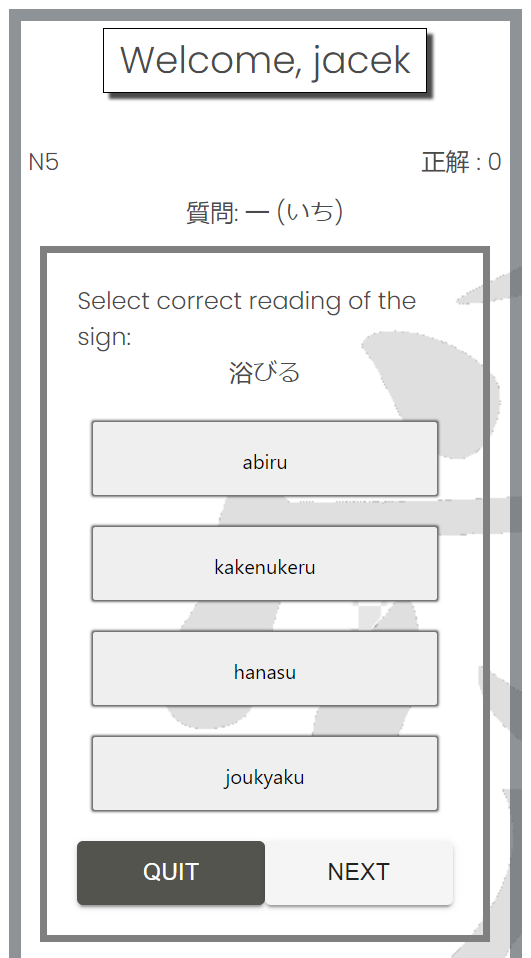 Welcome, jacek
N5
正解 : 0
質問: 一 (いち)
Select correct reading of the
sign:
浴びる
abiru
kakenukeru
hanasu
joukyaku
QUIT
NEXT